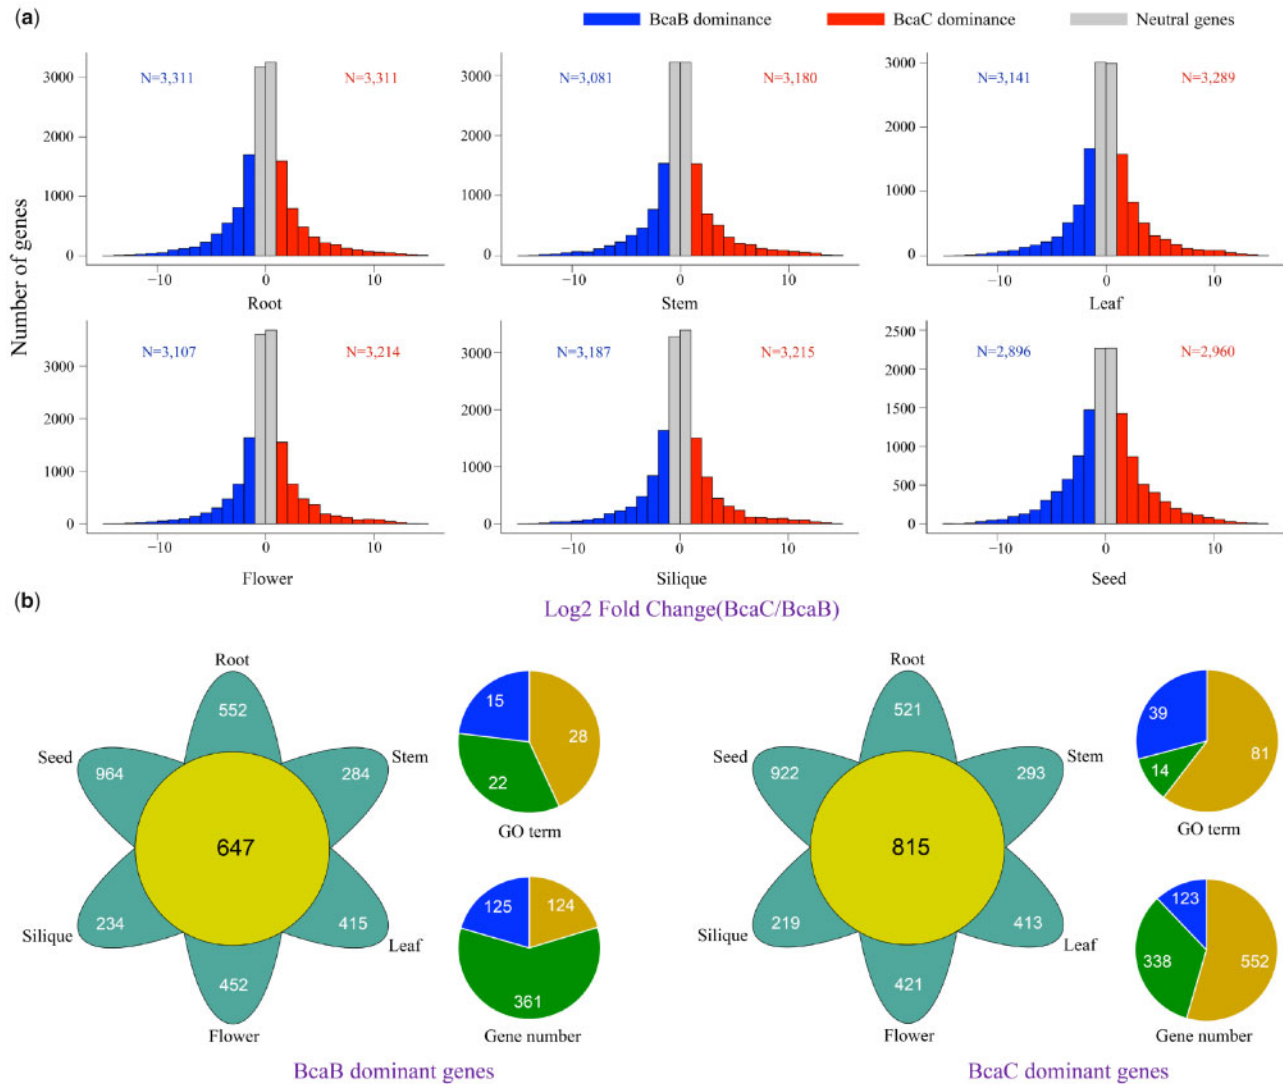 (a)
BcaB dominance BcaC dominance Neutral genes
Number of genes
N=3,311 N=3,311
3000
2000
1000
0
−10 0 10
Root
N=3,081 N=3,180
3000
2000
1000
0
−10 0 10
Stem
N=3,141 N=3,289
3000
2000
1000
0
−10 0 10
Leaf
N=3,107 N=3,214
3000
2000
1000
0
−10 0 10
Flower
N=3,187 N=3,215
3000
2000
1000
0
−10 0 10
Silique
N=2,896 N=2,960
2500
2000
1500
1000
500
0
−10 0 10
Seed
Log2 Fold Change(BcaC/BcaB)
(b)
Root
552
Seed 964
284 Stem
647
Silique 234
415 Leaf
452
Flower
15 28
22
GO term
125 124
361
Gene number
BcaB dominant genes
Root
521
Seed 922
293 Stem
815
Silique 219
413 Leaf
421
Flower
39 81
14
GO term
123
338 552
Gene number
BcaC dominant genes